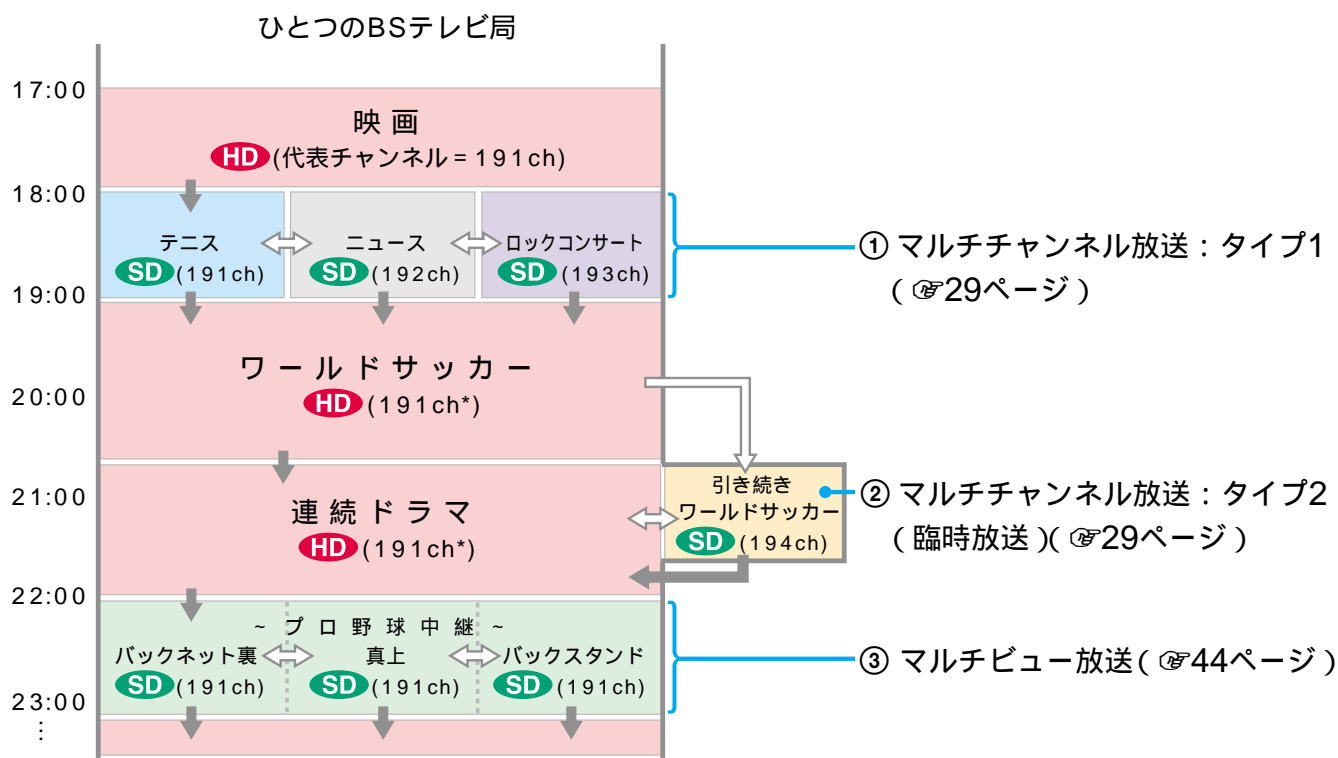 ひとつのBSテレビ局
17:00
映画
HD(代表チャンネル=191ch)
18:00
テニス
SD(191ch)
ニュース
SD(192ch)
ロックコンサート
SD(193ch)
① マルチチャンネル放送:タイプ1
(☞29ページ)
19:00
ワールドサッカー
HD(191ch*)
20:00
21:00
連続ドラマ
HD(191ch*)
引き続き
ワールドサッカー
SD(194ch)
② マルチチャンネル放送:タイプ2
(臨時放送)(☞29ページ)
22:00
~プロ野球中継~
バックネット裏
SD(191ch)
真上
SD(191ch)
バックスタンド
SD(191ch)
③ マルチビュー放送(☞44ページ)
23:00
⋮